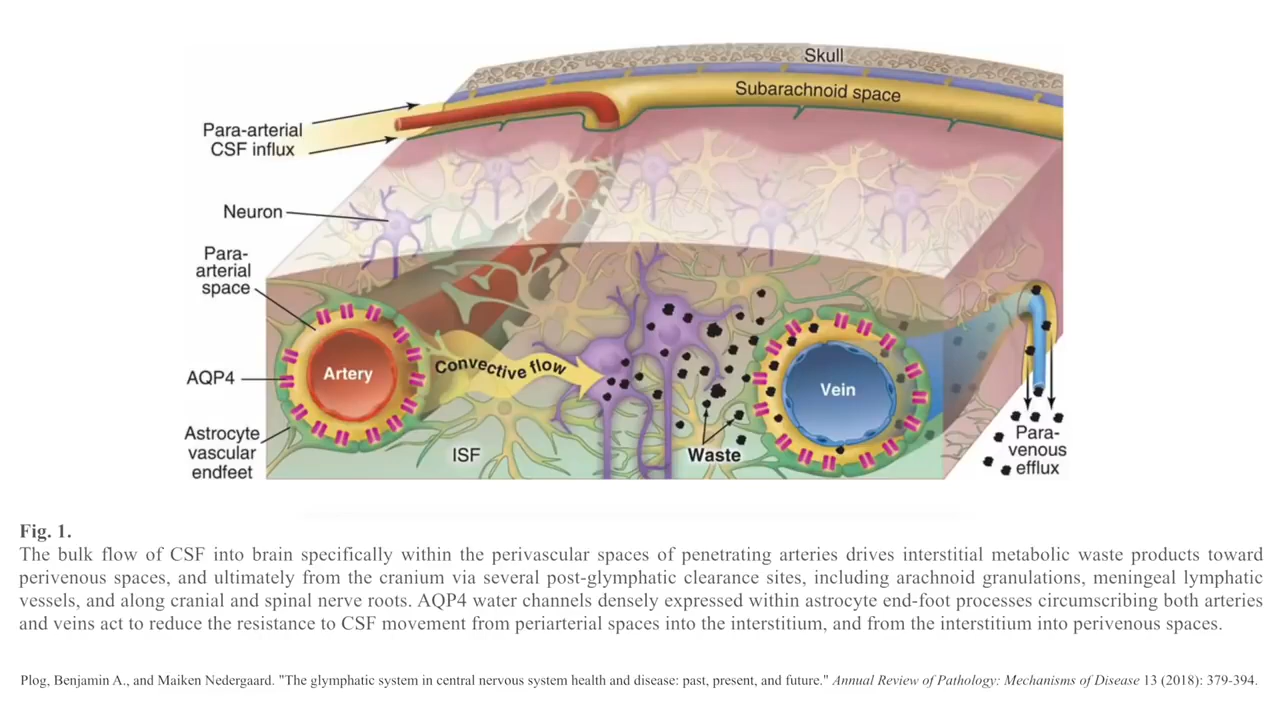 Skull
Subarachnoid space
Para-arterial
CSF influx
Neuron
Para-
arterial
space
Artery
Convective flow
Vein
AQP4
Astrocyte
vascular
endfeet
ISF
Waste
Para-
venous
efflux
Fig. 1.
The bulk flow of CSF into brain specifically within the perivascular spaces of penetrating arteries drives interstitial metabolic waste products toward
perivenous spaces, and ultimately from the cranium via several post-glymphatic clearance sites, including arachnoid granulations, meningeal lymphatic
vessels, and along cranial and spinal nerve roots. AQP4 water channels densely expressed within astrocyte end-foot processes circumscribing both arteries
and veins act to reduce the resistance to CSF movement from periarterial spaces into the interstitium, and from the interstitium into perivenous spaces.
Plog, Benjamin A., and Maiken Nedergaard. "The glymphatic system in central nervous system health and disease: past, present, and future." Annual Review of Pathology: Mechanisms of Disease 13 (2018): 379-394.